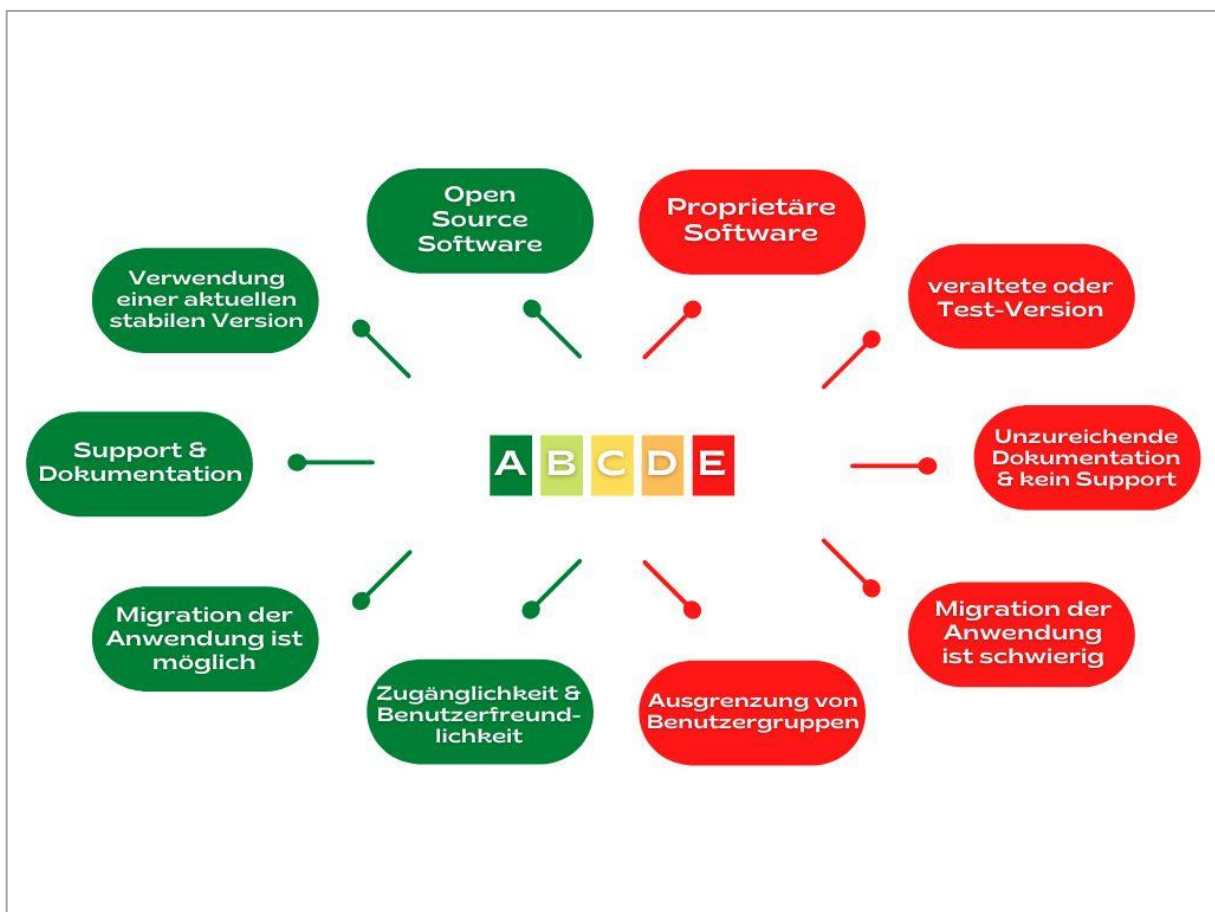 Open
Source
Software
Proprietäre
Software
Verwendung
einer aktuellen
stabilen Version
veraltete oder
Test-Version
Support &
Dokumentation
A B C D E
Unzureichende
Dokumentation
& kein Support
Migration der
Anwendung ist
möglich
Migration der
Anwendung
ist schwierig
Zugänglichkeit &
Benutzerfreund-
lichkeit
Ausgrenzung von
Benutzergruppen